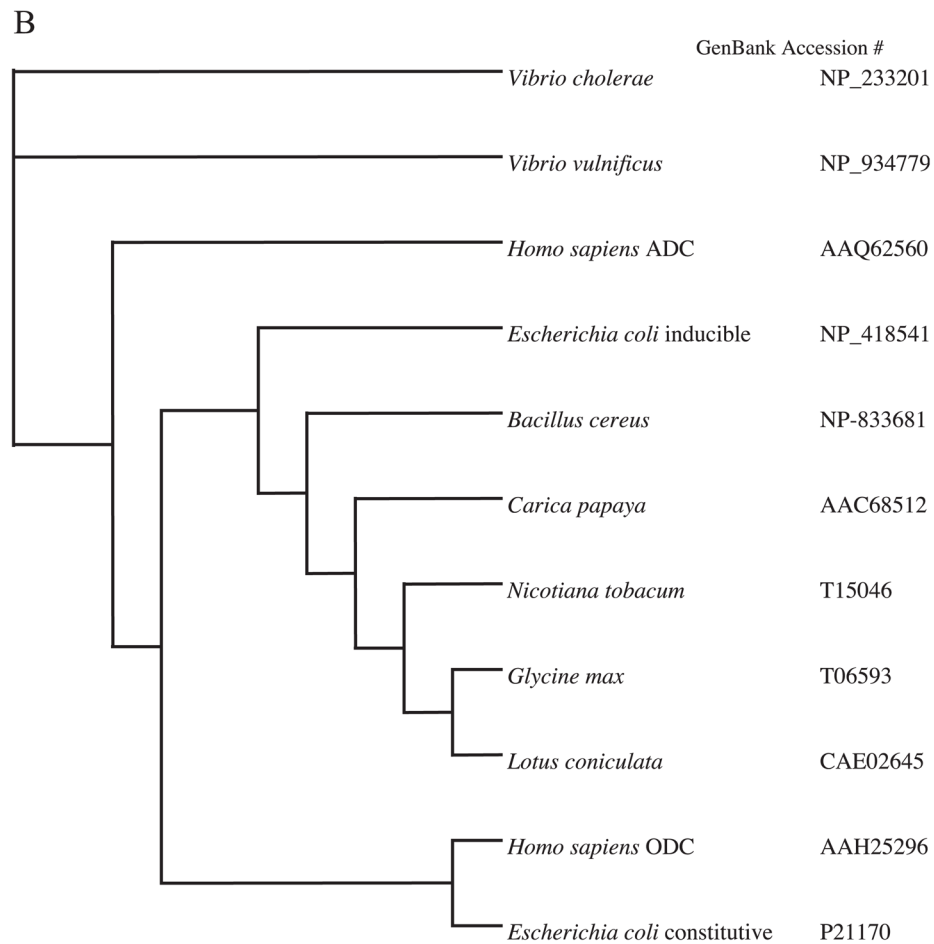 B
GenBank Accession #
Vibrio cholerae NP_233201
Vibrio vulnificus NP_934779
Homo sapiens ADC AAQ62560
Escherichia coli inducible NP_418541
Bacillus cereus NP-833681
Carica papaya AAC68512
Nicotiana tobacum T15046
Glycine max T06593
Lotus coniculata CAE02645
Homo sapiens ODC AAH25296
Escherichia coli constitutive P21170